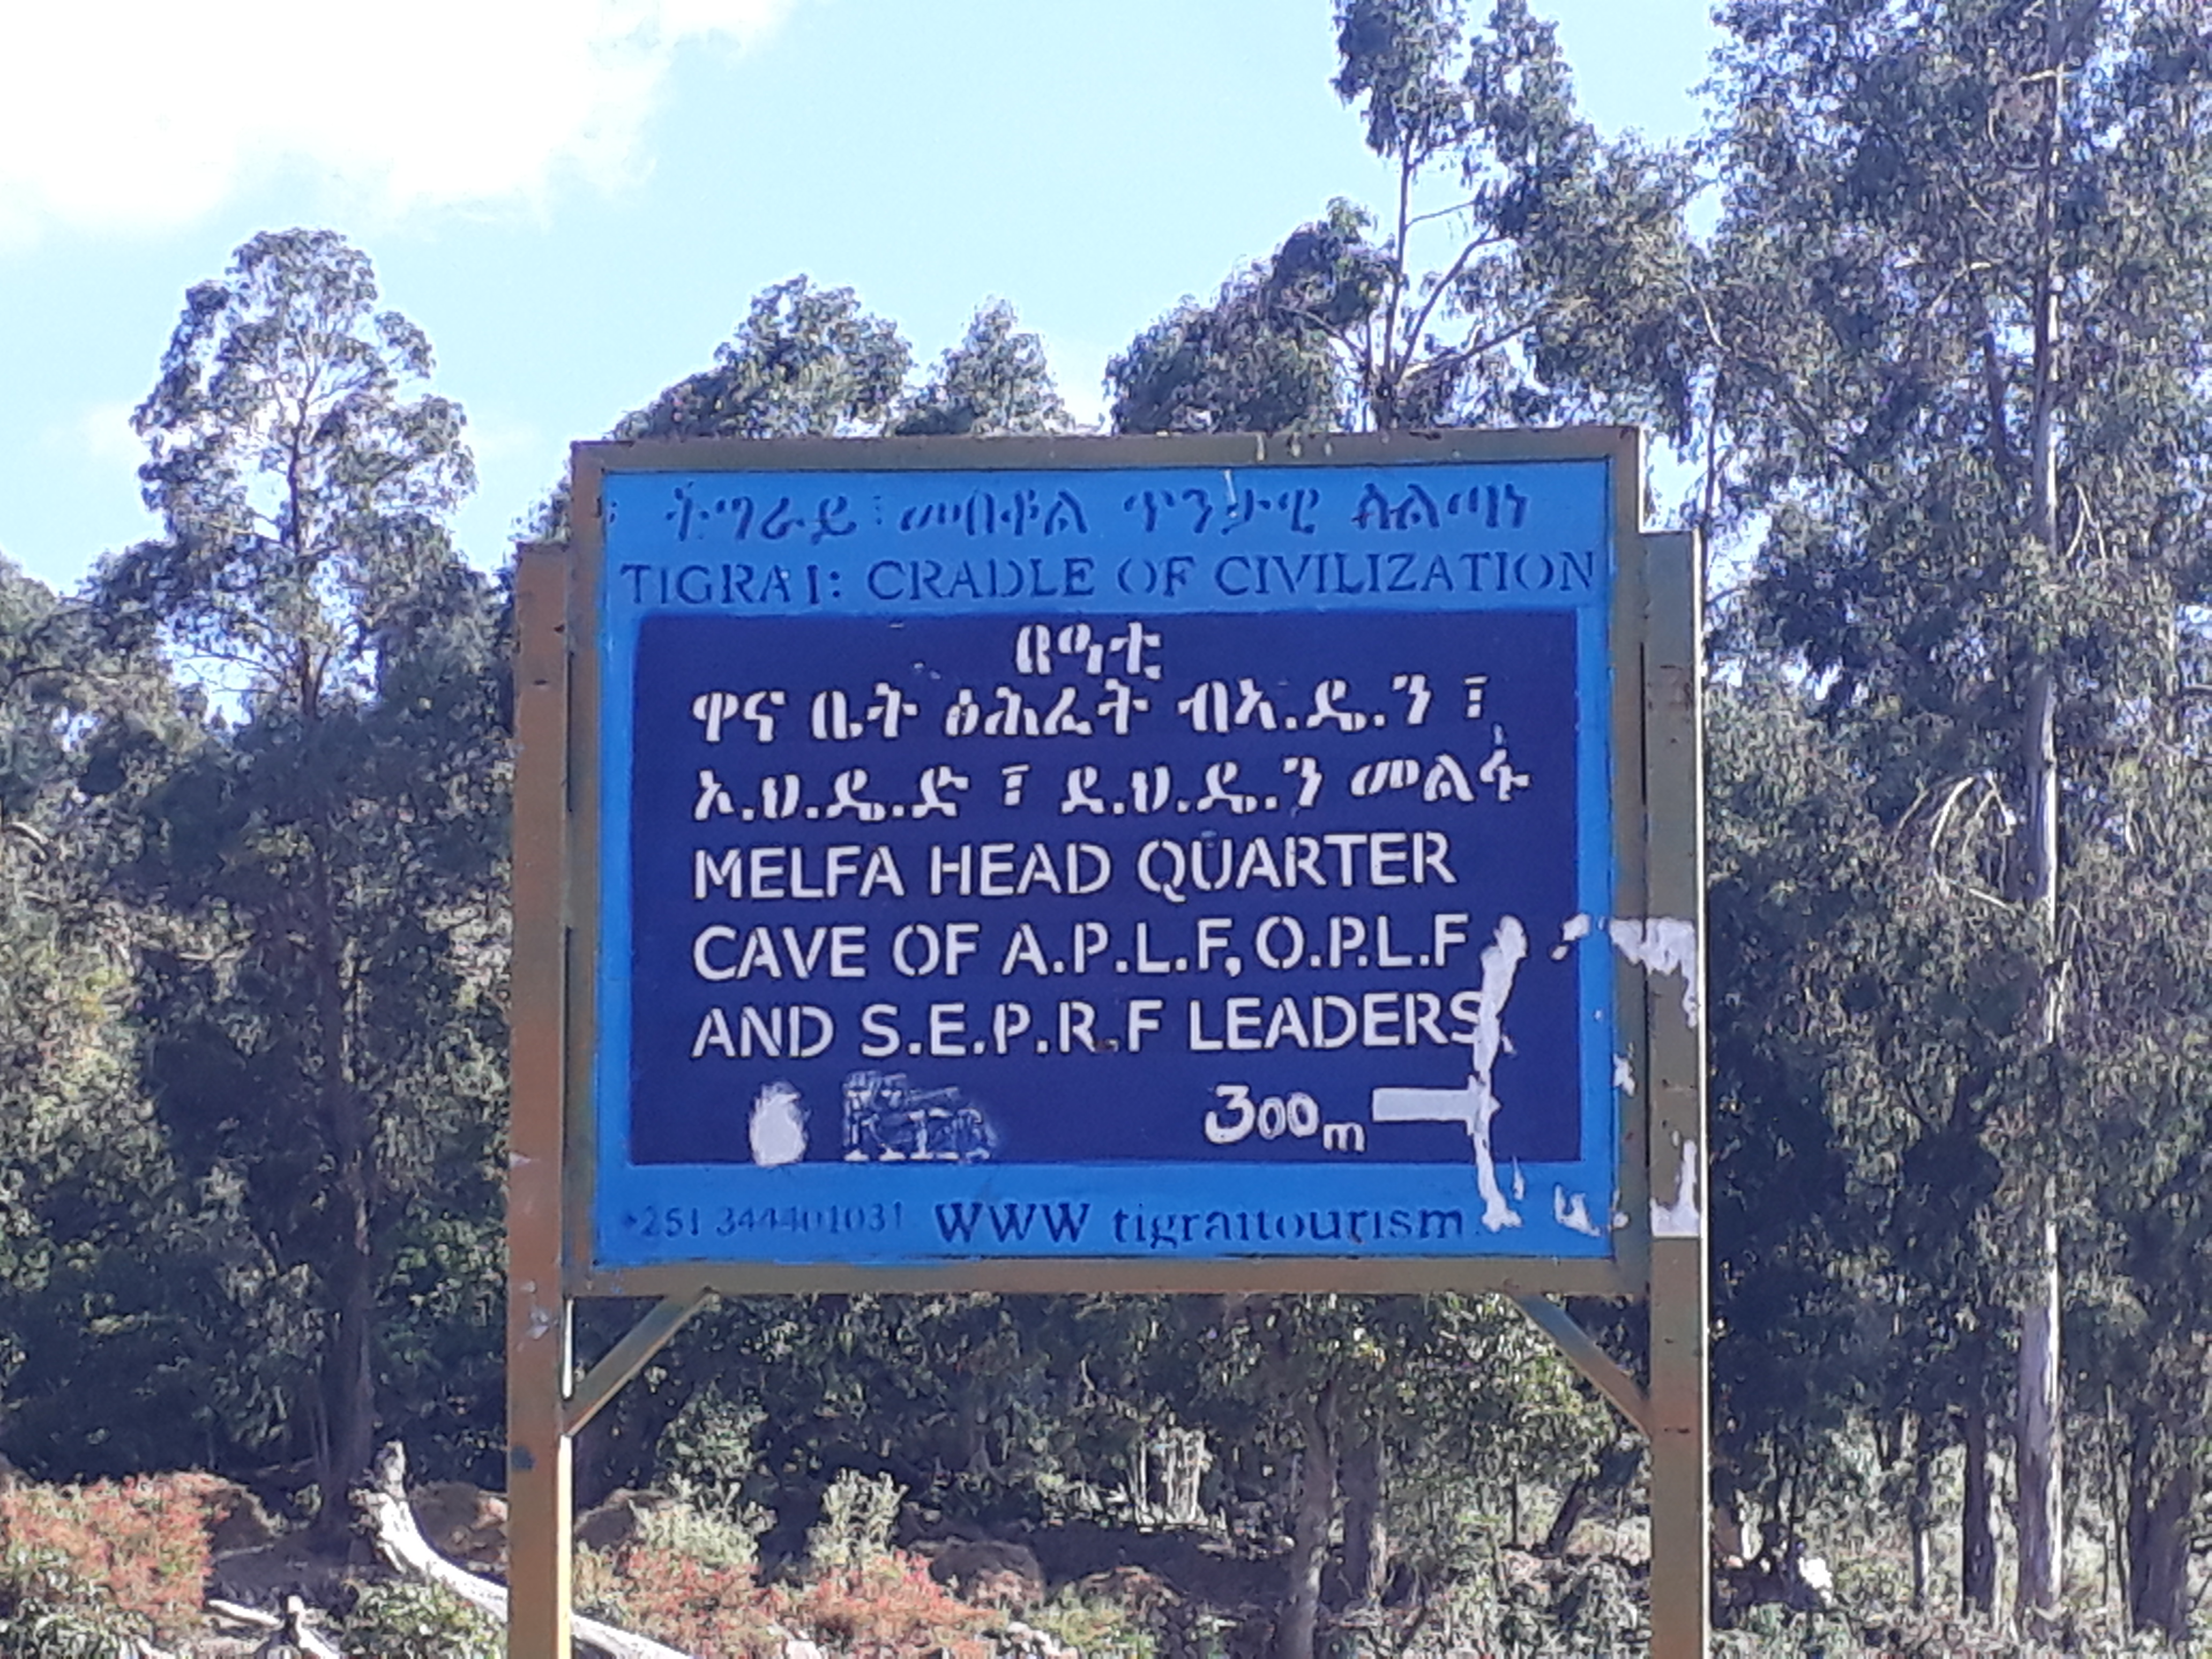 ትግራይ፡ መበቆል ጥንታዊ ስልጣነ
TIGRAI: CRADLE OF CIVILIZATION
በዓቲ
ዋና ቤት ፅሕፈት ብኣ.ዴ.ን ፣
ኦ.ህ.ዴ.ድ ፣ ደ.ህ.ዴ.ን መልፋ
MELFA HEAD QUARTER
CAVE OF A.P.L.F, O.P.L.F
AND S.E.P.R.F LEADERS
300m
+251 344401031 WWW tigraitourism